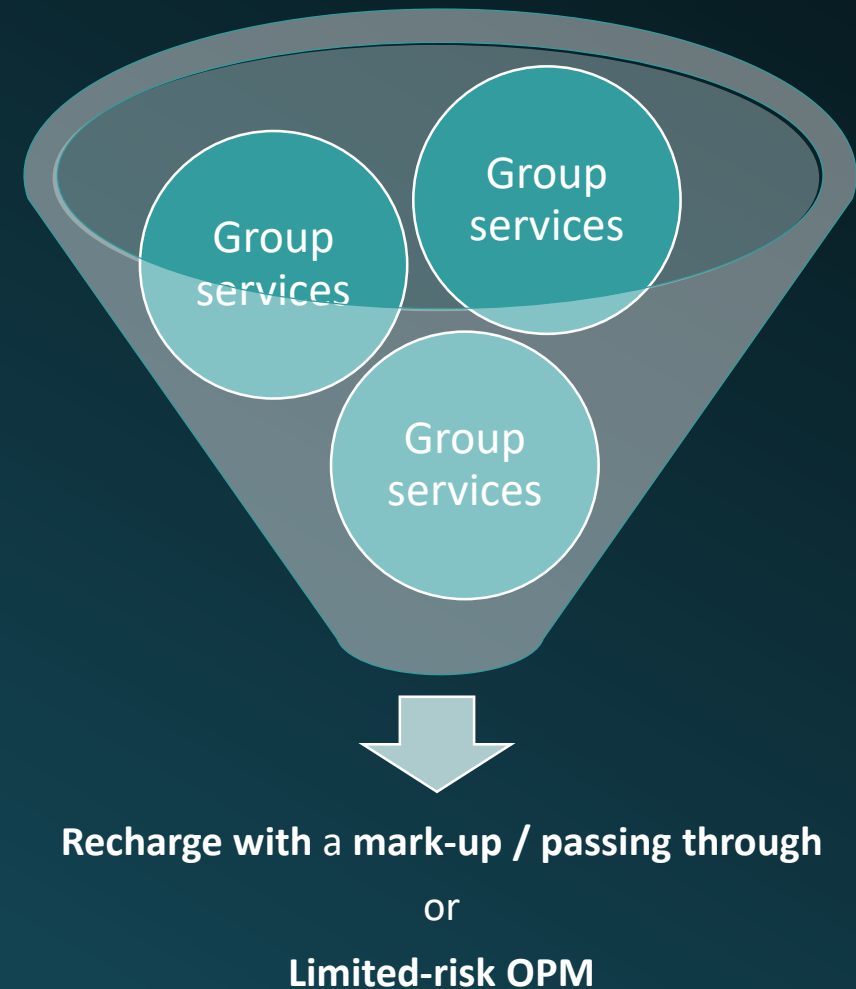 Group
services
Group
services
Group
services
Recharge with a mark-up / passing through
or
Limited-risk OPM